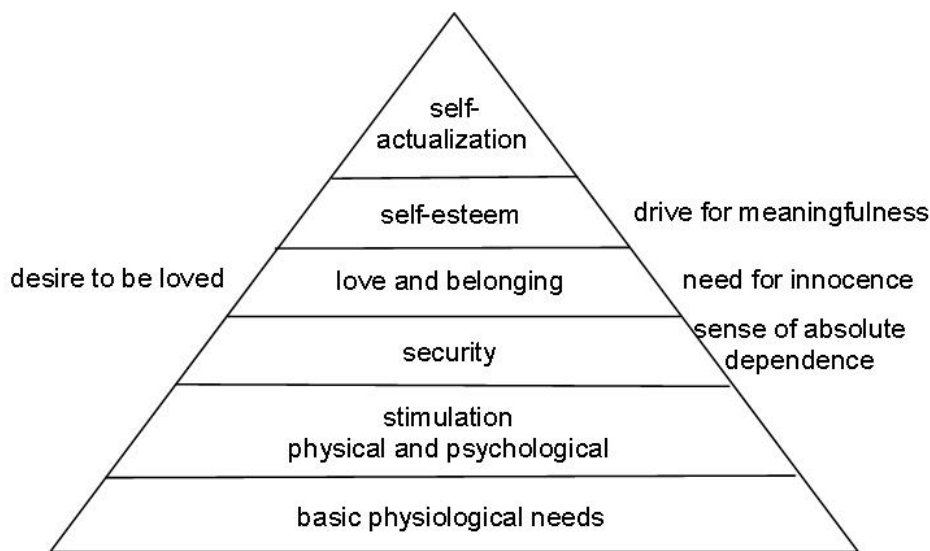 self-
actualization
self-esteem
drive for meaningfulness
desire to be loved
love and belonging
need for innocence
security
sense of absolute
dependence
stimulation
physical and psychological
basic physiological needs